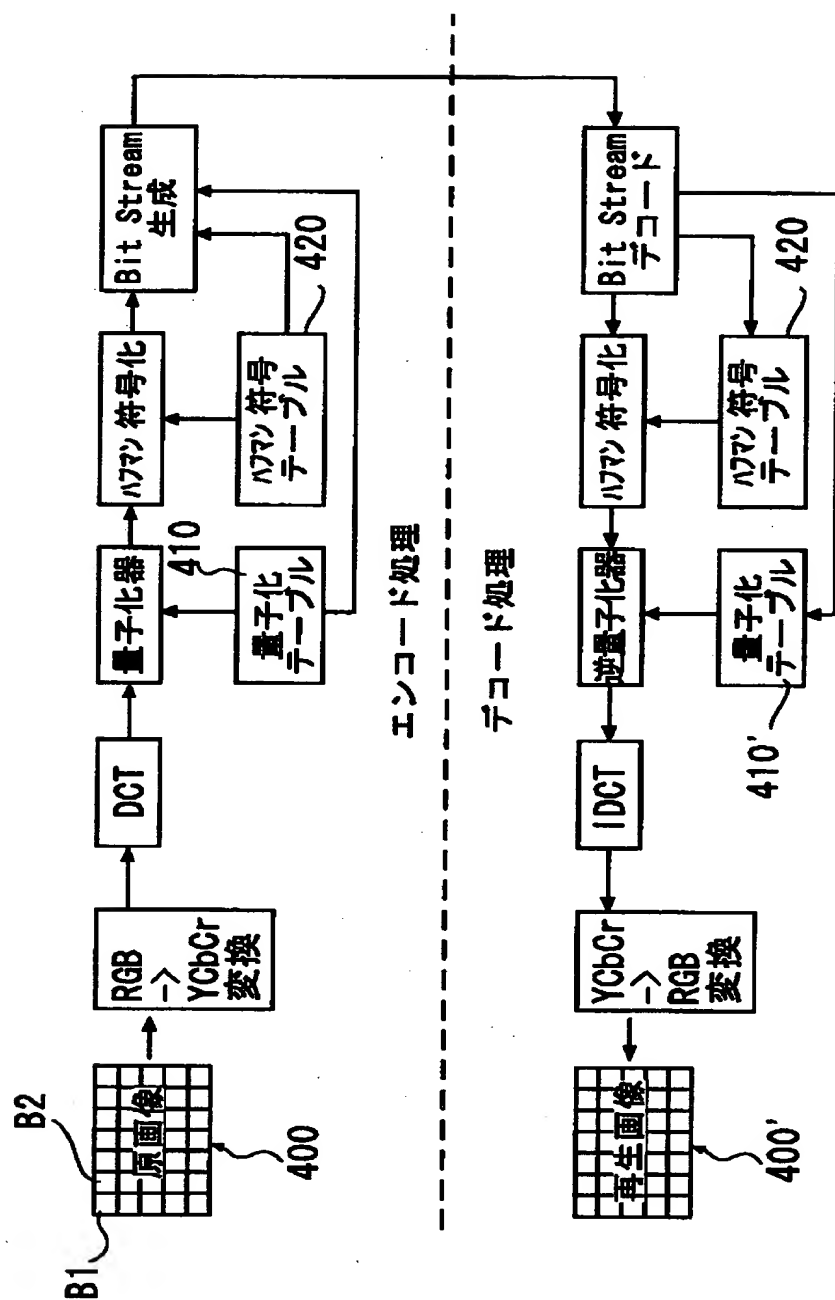 B1
B2
原画像
400
RGB
->
YCbCr
変換
DCT
量子化器
410
量子化
テーブル
ハフマン符号化
ハフマン符号
テーブル
420
Bit Stream
生成
エンコード処理
デコード処理
再生画像
400'
YCbCr
->
RGB
変換
IDCT
逆量子化器
量子化
テーブル
410'
ハフマン符号化
ハフマン符号
テーブル
420
Bit Stream
デコード